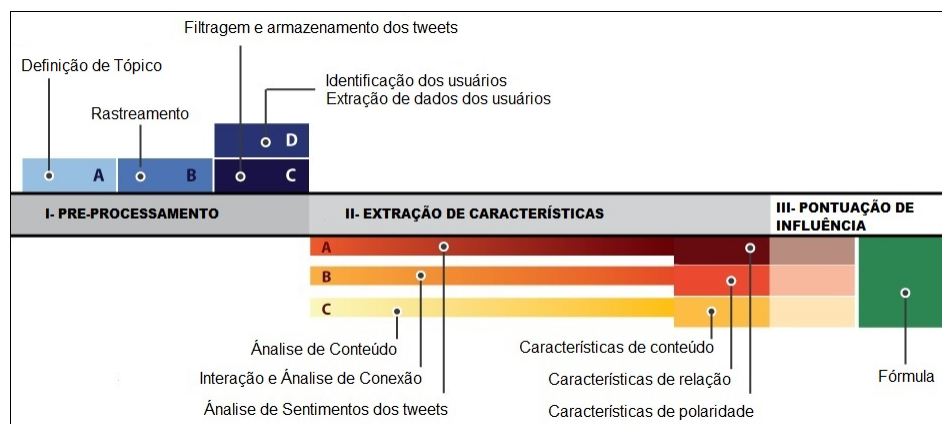 Filtragem e armazenamento dos tweets
Definição de Tópico
Identificação dos usuários
Extração de dados dos usuários
Rastreamento
D
A
B
C
I- PRE-PROCESSAMENTO
II- EXTRAÇÃO DE CARACTERÍSTICAS
III- PONTUAÇÃO DE
INFLUÊNCIA
A
B
C
Ánalise de Conteúdo
Interação e Ánalise de Conexão
Ánalise de Sentimentos dos tweets
Características de conteúdo
Características de relação
Características de polaridade
Fórmula